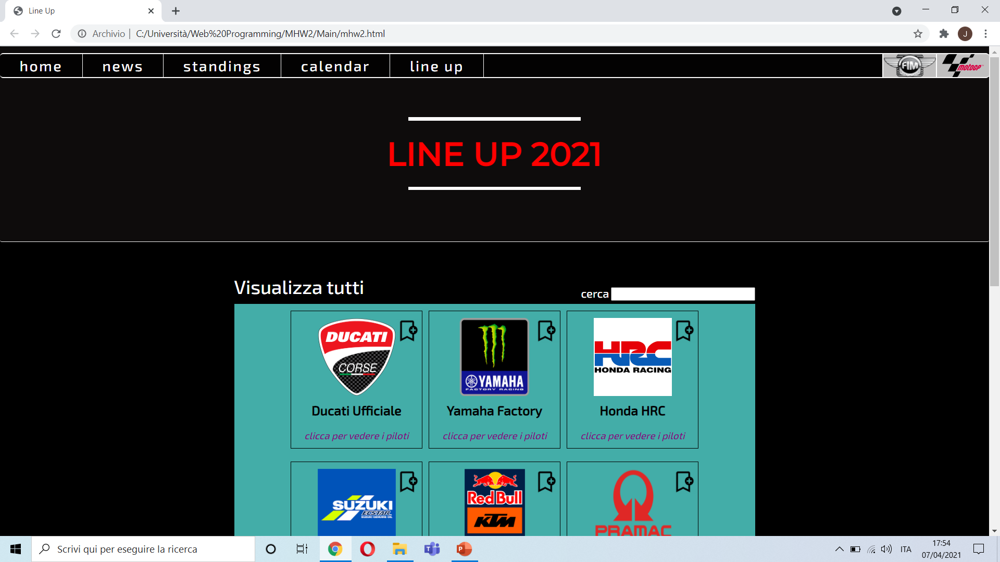 Line Up
Archivio | C:/Università/Web%20Programming/MHW2/Main/mhw2.html
J
home news standings calendar line up
FIM
motoGP
LINE UP 2021
Visualizza tutti
cerca
DUCATI
CORSE
YAMAHA
FACTORY RACING
HRC
HONDA RACING
Ducati Ufficiale
Yamaha Factory
Honda HRC
clicca per vedere i piloti
clicca per vedere i piloti
clicca per vedere i piloti
SUZUKI
ECSTAR
SUZUKI GENUINE OIL
Red Bull
KTM
PRAMAC
Scrivi qui per eseguire la ricerca
ITA
17:54
07/04/2021